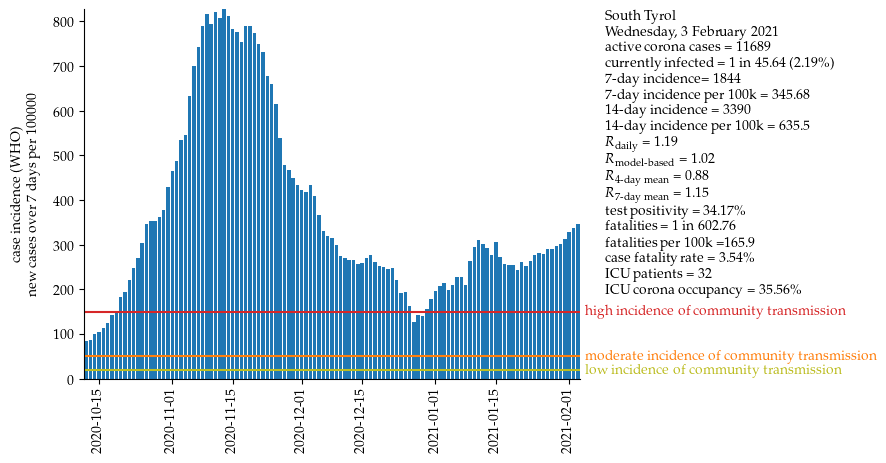 South Tyrol
Wednesday, 3 February 2021
active corona cases = 11689
currently infected = 1 in 45.64 (2.19%)
7-day incidence= 1844
7-day incidence per 100k = 345.68
14-day incidence = 3390
14-day incidence per 100k = 635.5
R daily = 1.19
R model-based = 1.02
R 4-day mean = 0.88
R 7-day mean = 1.15
test positivity = 34.17%
fatalities = 1 in 602.76
fatalities per 100k =165.9
case fatality rate = 3.54%
ICU patients = 32
ICU corona occupancy = 35.56%
high incidence of community transmission
moderate incidence of community transmission
low incidence of community transmission
case incidence (WHO)
new cases over 7 days per 100000
800
700
600
500
400
300
200
100
0
2020-10-15
2020-11-01
2020-11-15
2020-12-01
2020-12-15
2021-01-01
2021-01-15
2021-02-01